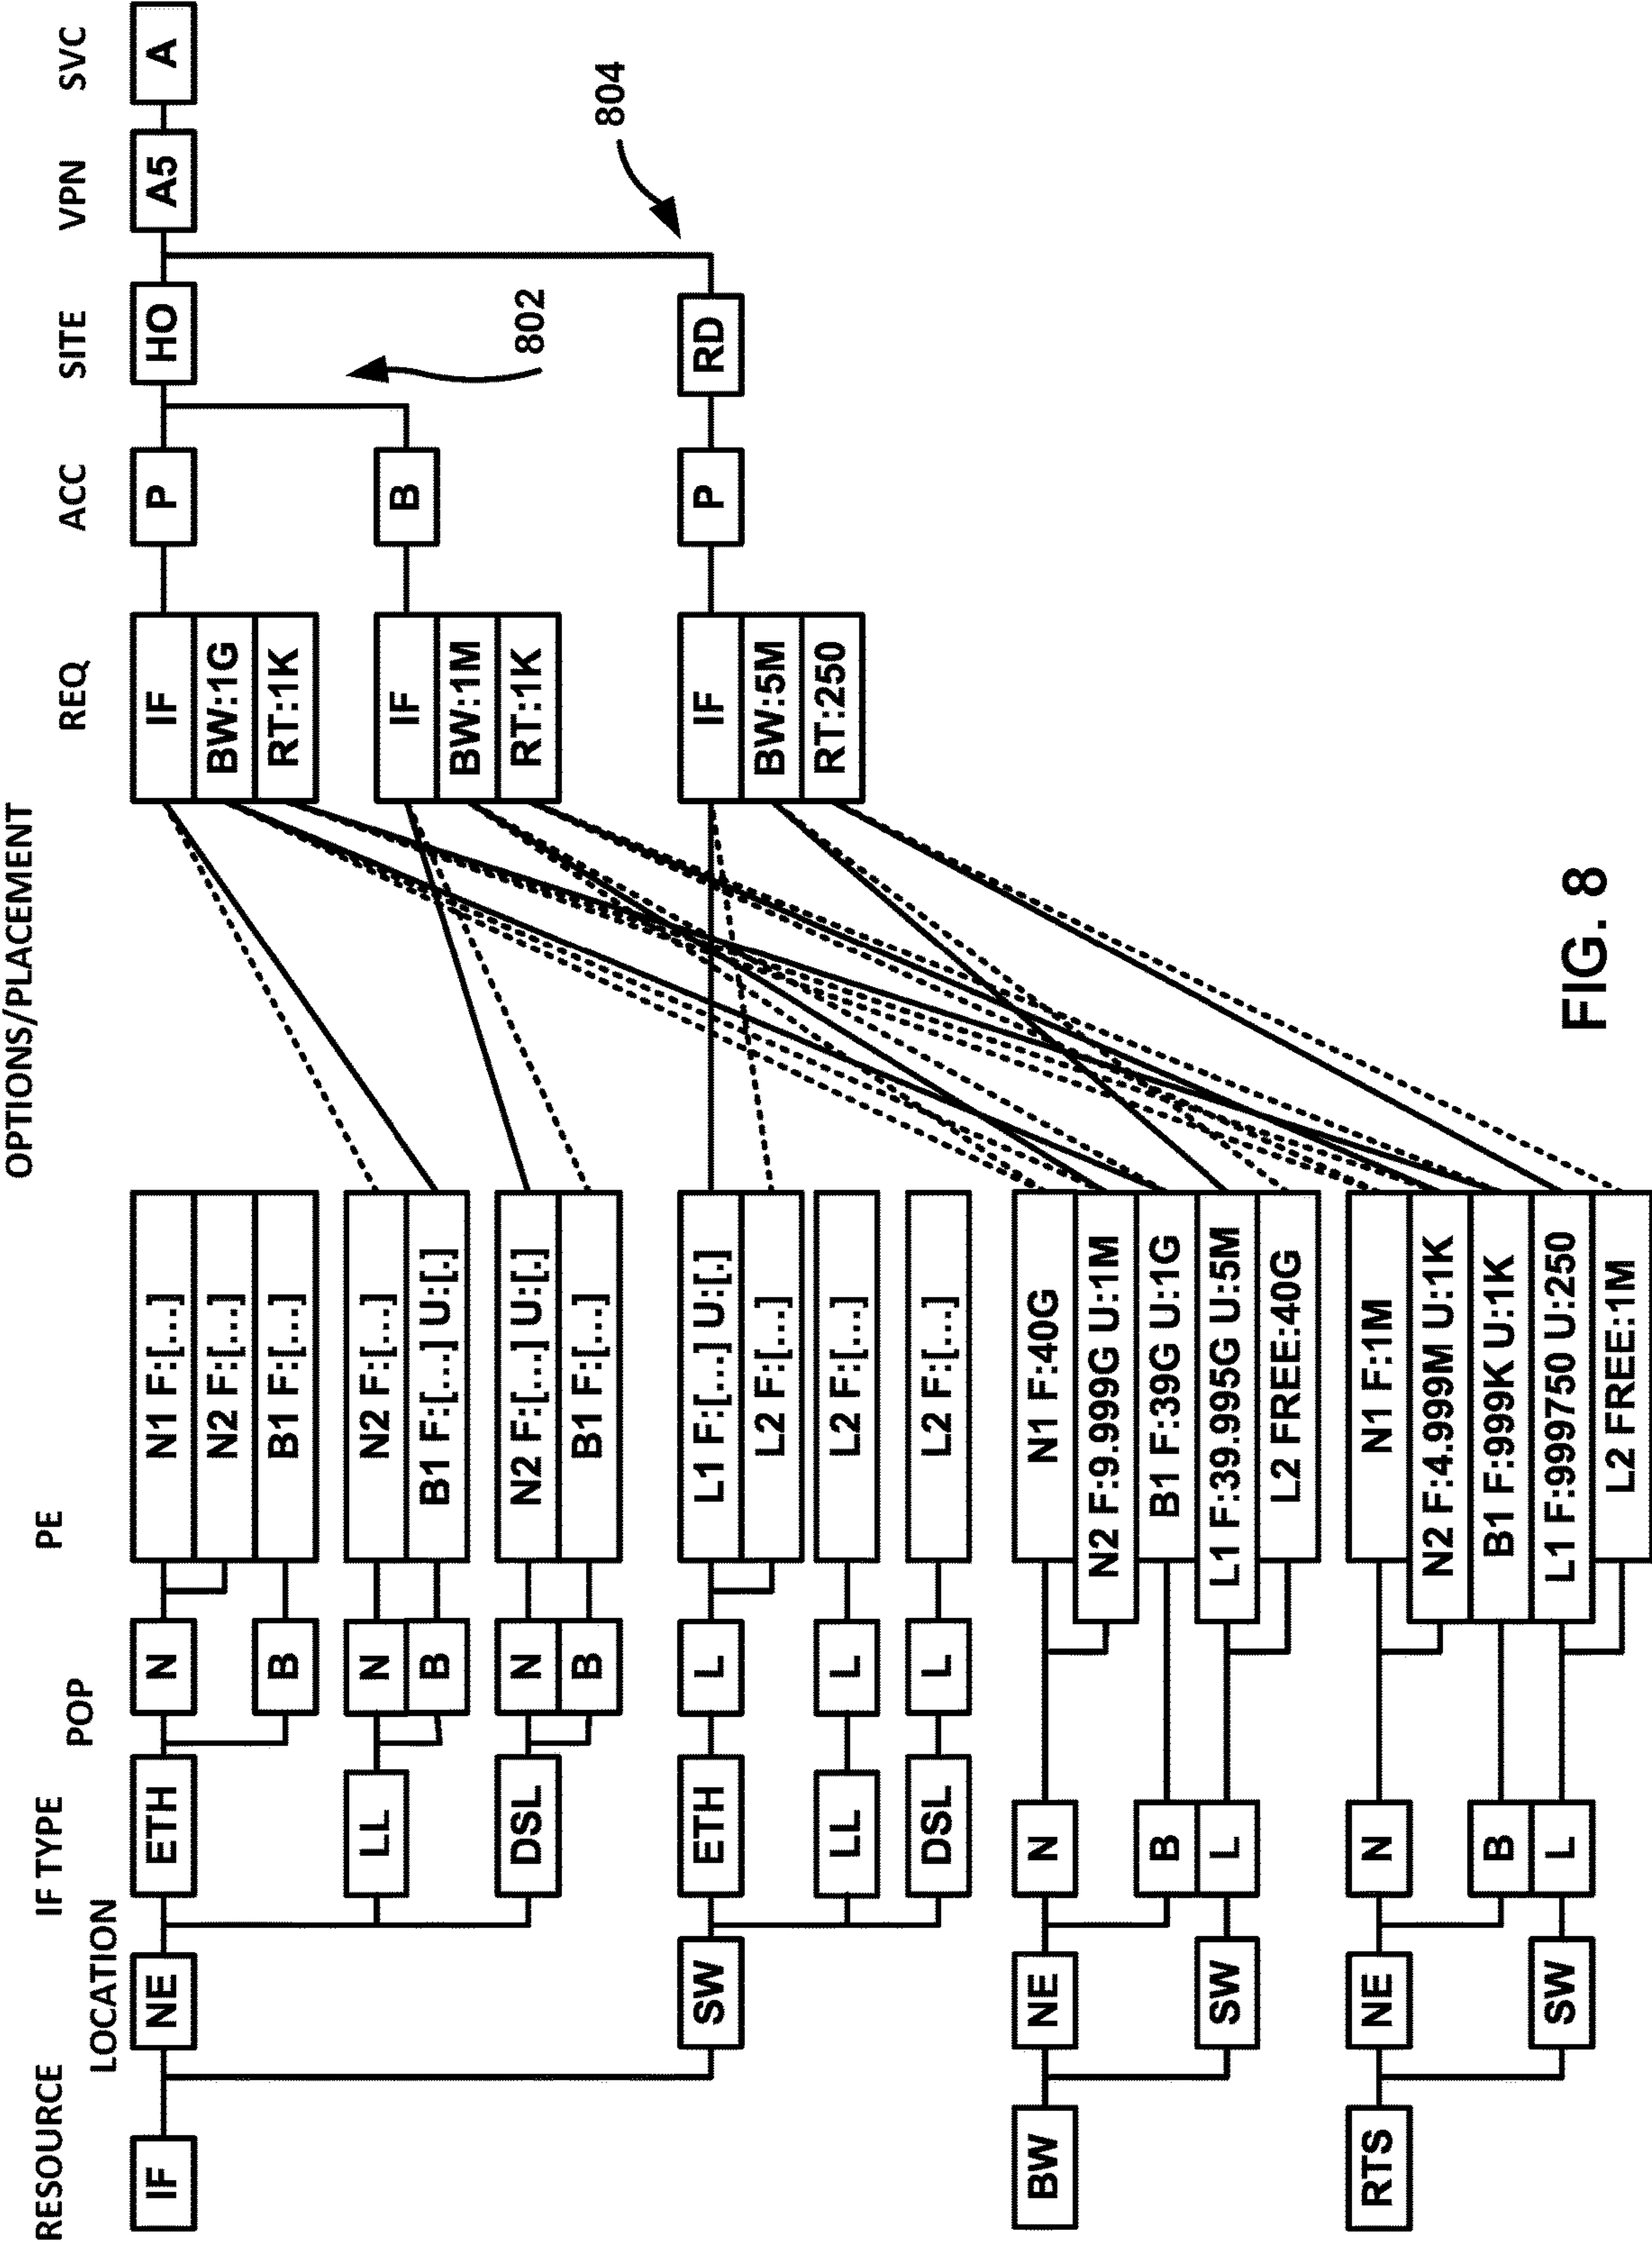 RESOURCE
LOCATION
IF TYPE
POP
PE
OPTIONS/PLACEMENT
REQ
ACC
SITE
VPN
SVC
IF
NE
ETH
N
B
N1 F:[...]
N2 F:[...]
B1 F:[...]
LL
N
B
N2 F:[...]
B1 F:[...] U:[.]
DSL
N
B
N2 F:[...] U:[.]
B1 F:[...]
SW
ETH
L
L1 F:[...] U:[.]
L2 F:[...]
LL
L
L2 F:[...]
DSL
L
L2 F:[...]
BW
NE
N
B
N1 F:40G
N2 F:9.999G U:1M
B1 F:39G U:1G
SW
L
L1 F:39.995G U:5M
L2 FREE:40G
RTS
NE
N
B
N1 F:1M
N2 F:4.999M U:1K
B1 F:999K U:1K
SW
L
L1 F:999750 U:250
L2 FREE:1M
IF
BW:1G
RT:1K
P
HO
A5
A
IF
BW:1M
RT:1K
B
802
IF
BW:5M
RT:250
P
RD
804
FIG. 8